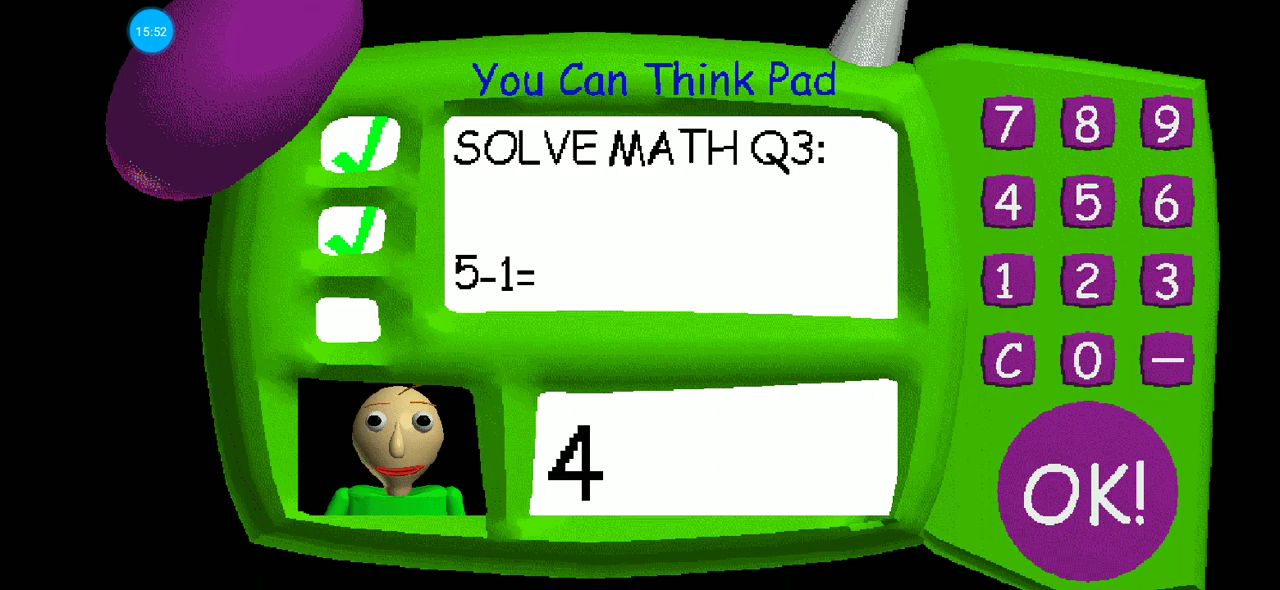 15:52
You Can Think Pad
SOLVE MATH Q3:
5-1=
4
7 8 9
4 5 6
1 2 3
C 0 —
OK!